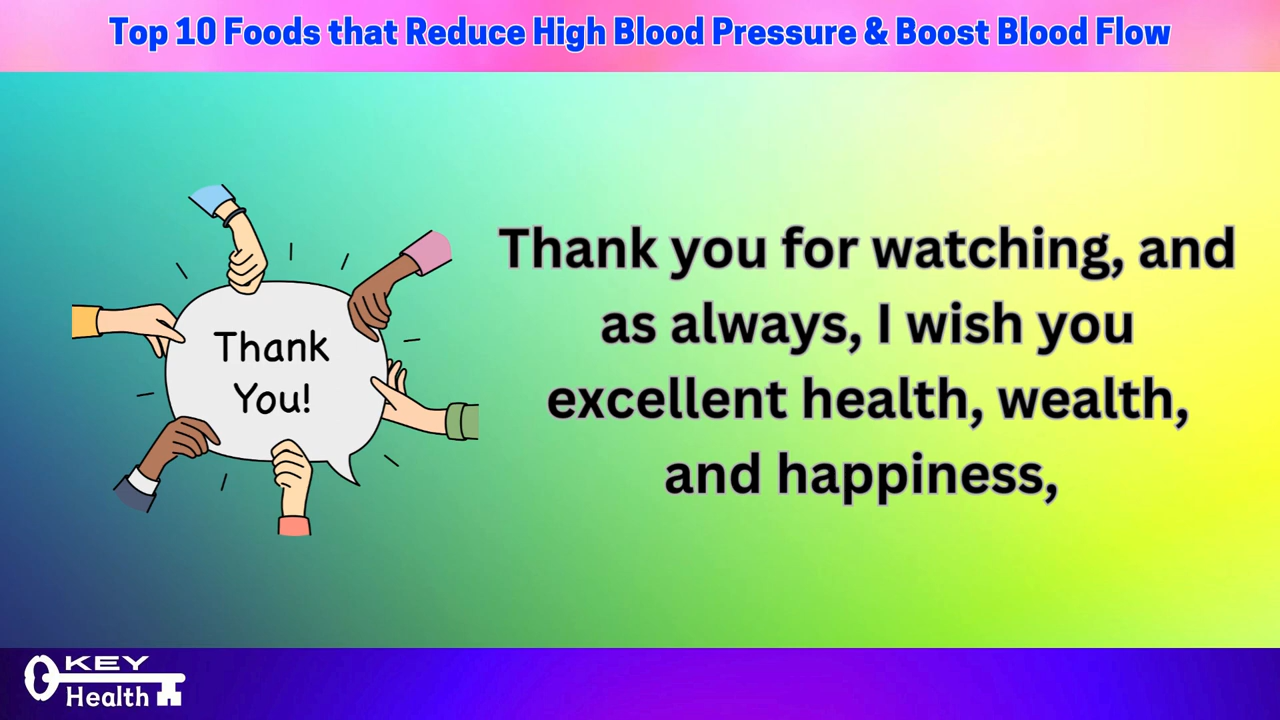 Top 10 Foods that Reduce High Blood Pressure & Boost Blood Flow
Thank
You!
Thank you for watching, and
as always, I wish you
excellent health, wealth,
and happiness,
KEY
Health